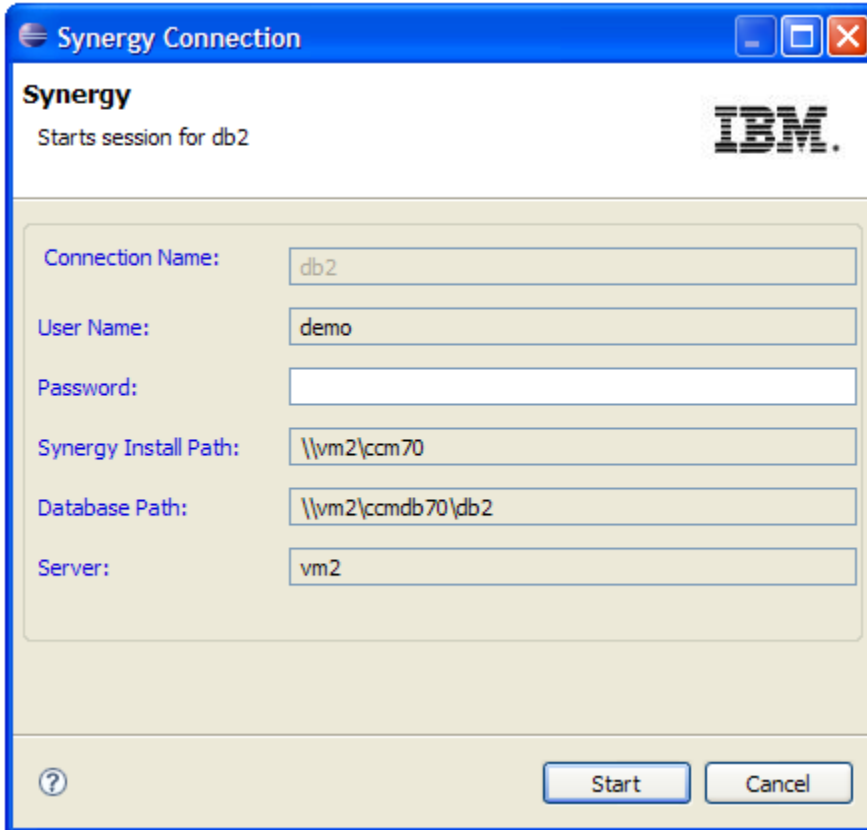 Synergy Connection
Synergy
Starts session for db2
IBM.
Connection Name: db2
User Name: demo
Password:
Synergy Install Path: \\vm2\ccm70
Database Path: \\vm2\ccmdb70\db2
Server: vm2
?
Start Cancel